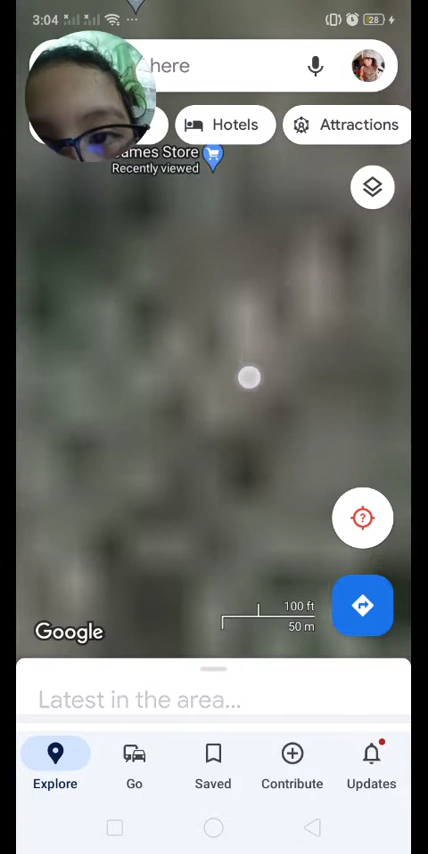 3:04
28
here
Hotels
Attractions
Store
Recently viewed
?
100 ft
50 m
Google
Latest in the area...
Explore
Go
Saved
Contribute
Updates